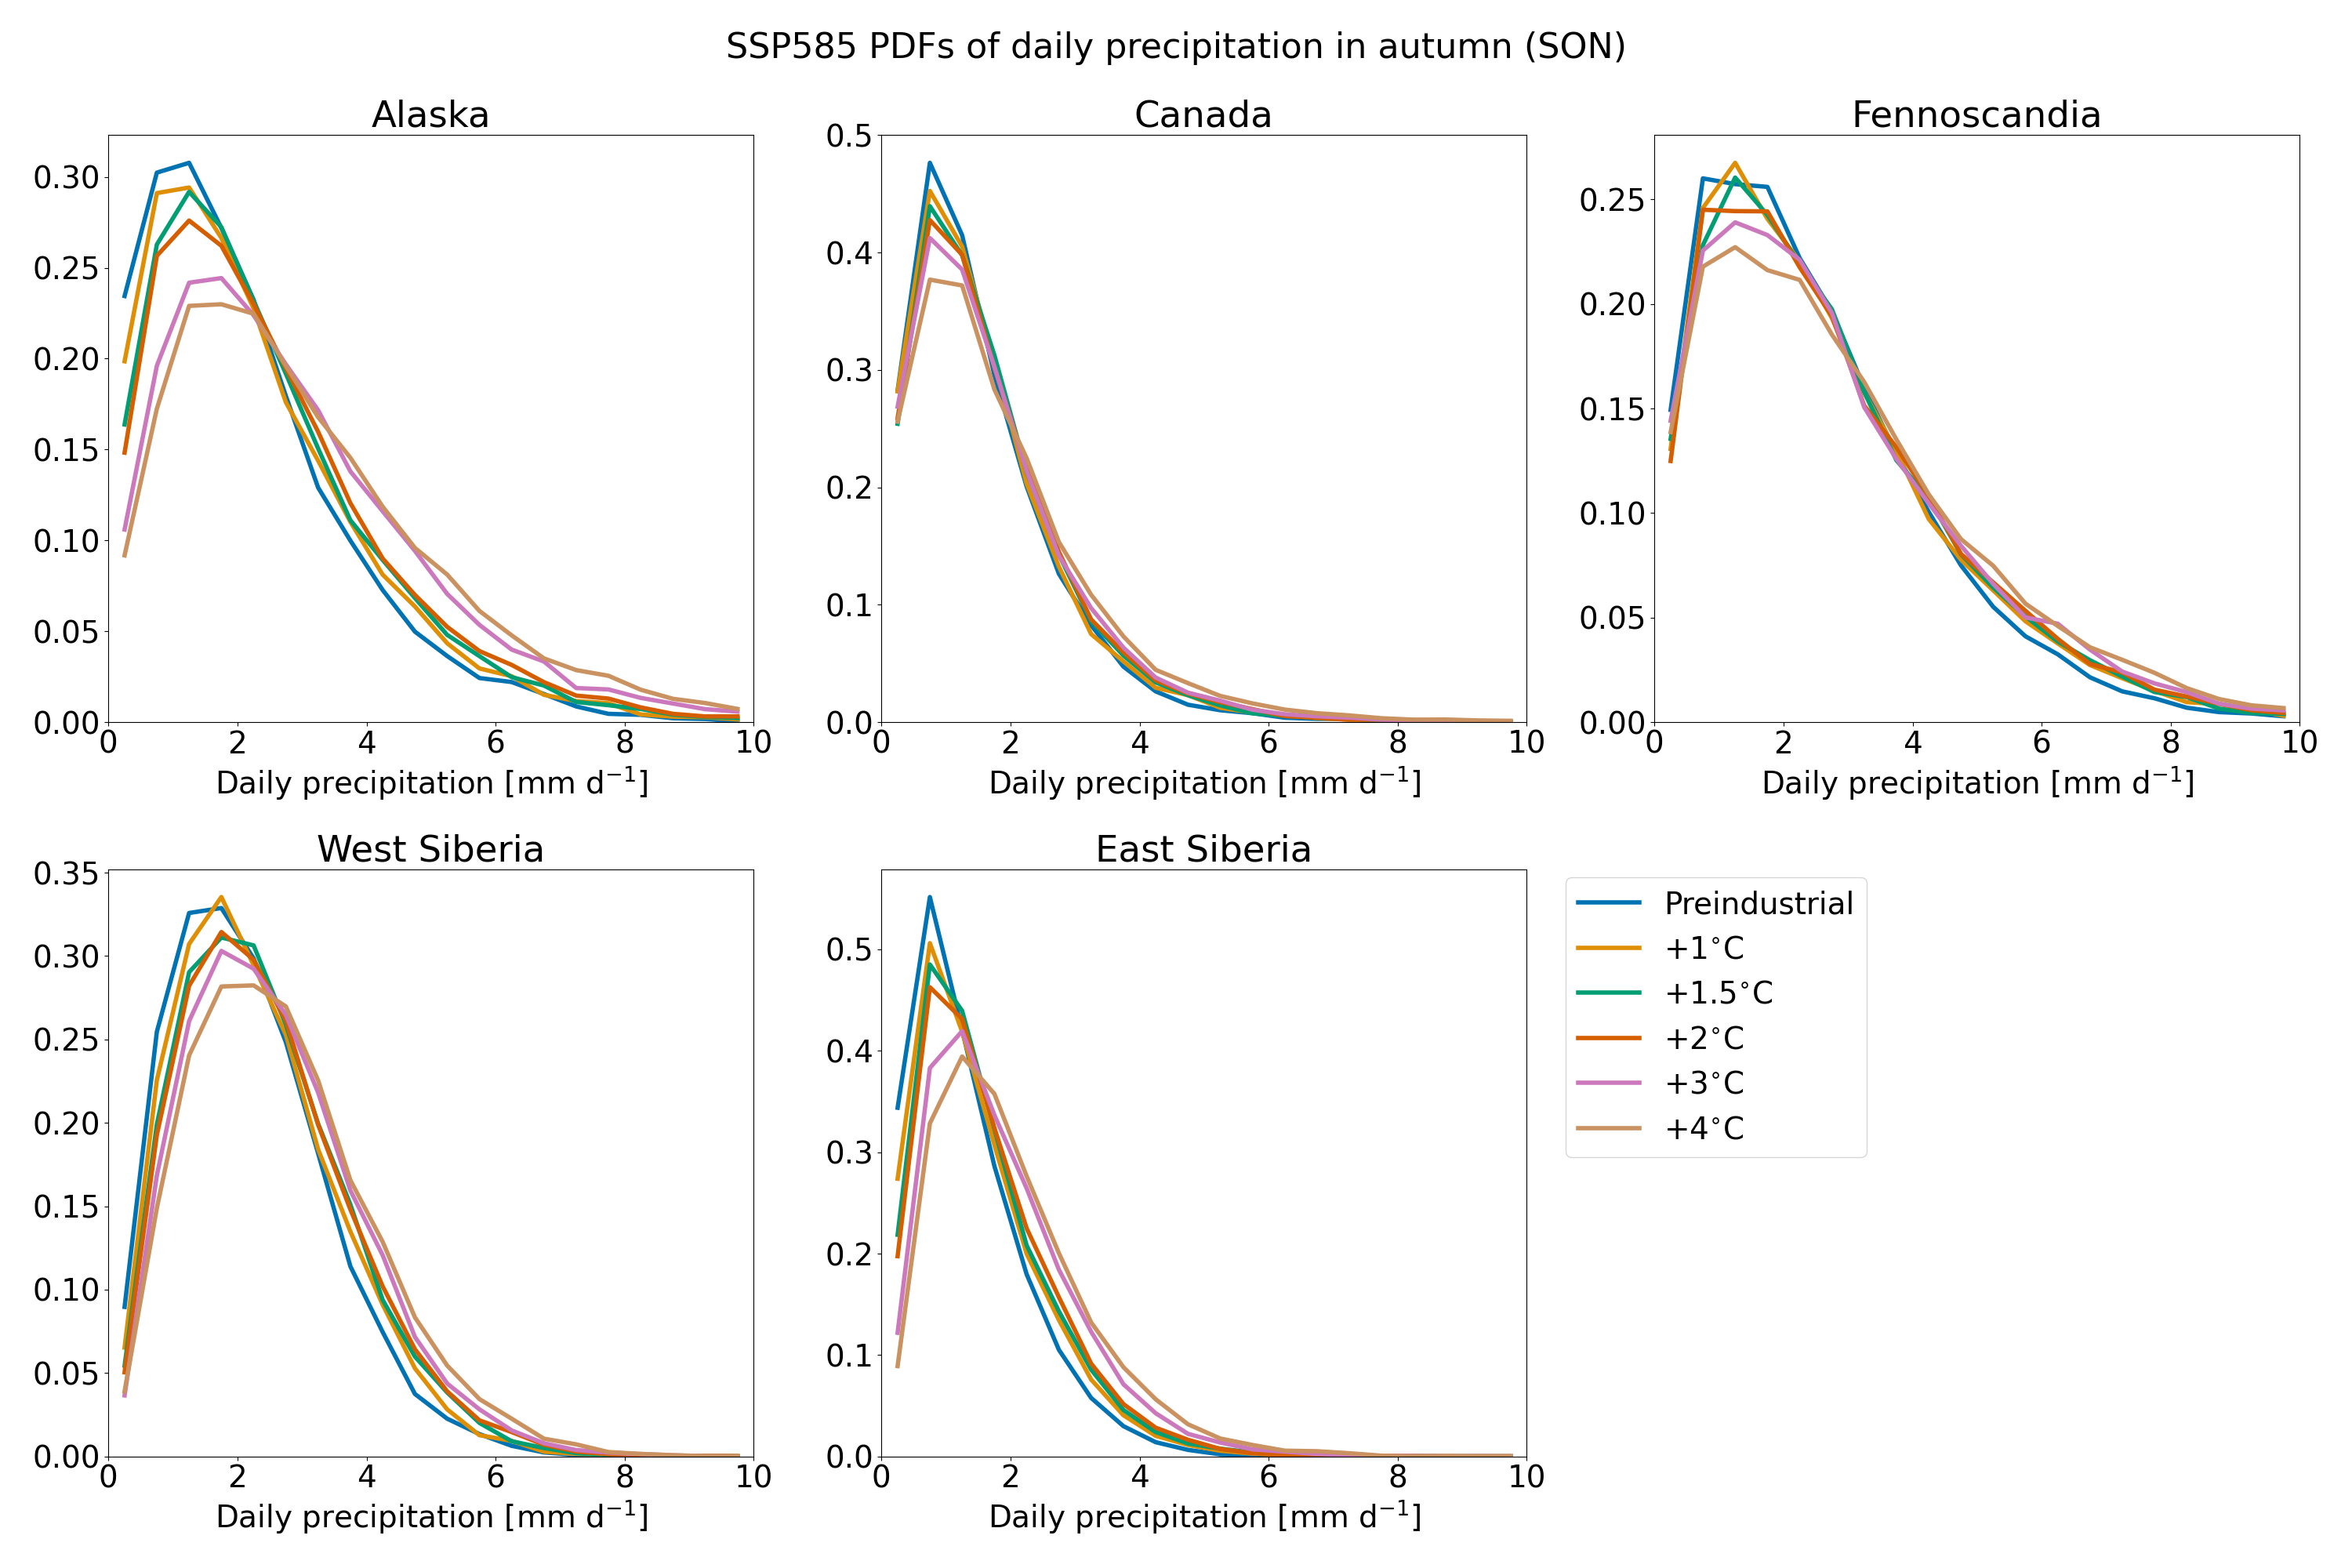 SSP585 PDFs of daily precipitation in autumn (SON)
Alaska
0.30
0.25
0.20
0.15
0.10
0.05
0.00
0 2 4 6 8 10
Daily precipitation [mm d⁻¹]
Canada
0.5
0.4
0.3
0.2
0.1
0.0
0 2 4 6 8 10
Daily precipitation [mm d⁻¹]
Fennoscandia
0.25
0.20
0.15
0.10
0.05
0.00
0 2 4 6 8 10
Daily precipitation [mm d⁻¹]
West Siberia
0.35
0.30
0.25
0.20
0.15
0.10
0.05
0.00
0 2 4 6 8 10
Daily precipitation [mm d⁻¹]
East Siberia
0.5
0.4
0.3
0.2
0.1
0.0
0 2 4 6 8 10
Daily precipitation [mm d⁻¹]
Preindustrial
+1°C
+1.5°C
+2°C
+3°C
+4°C